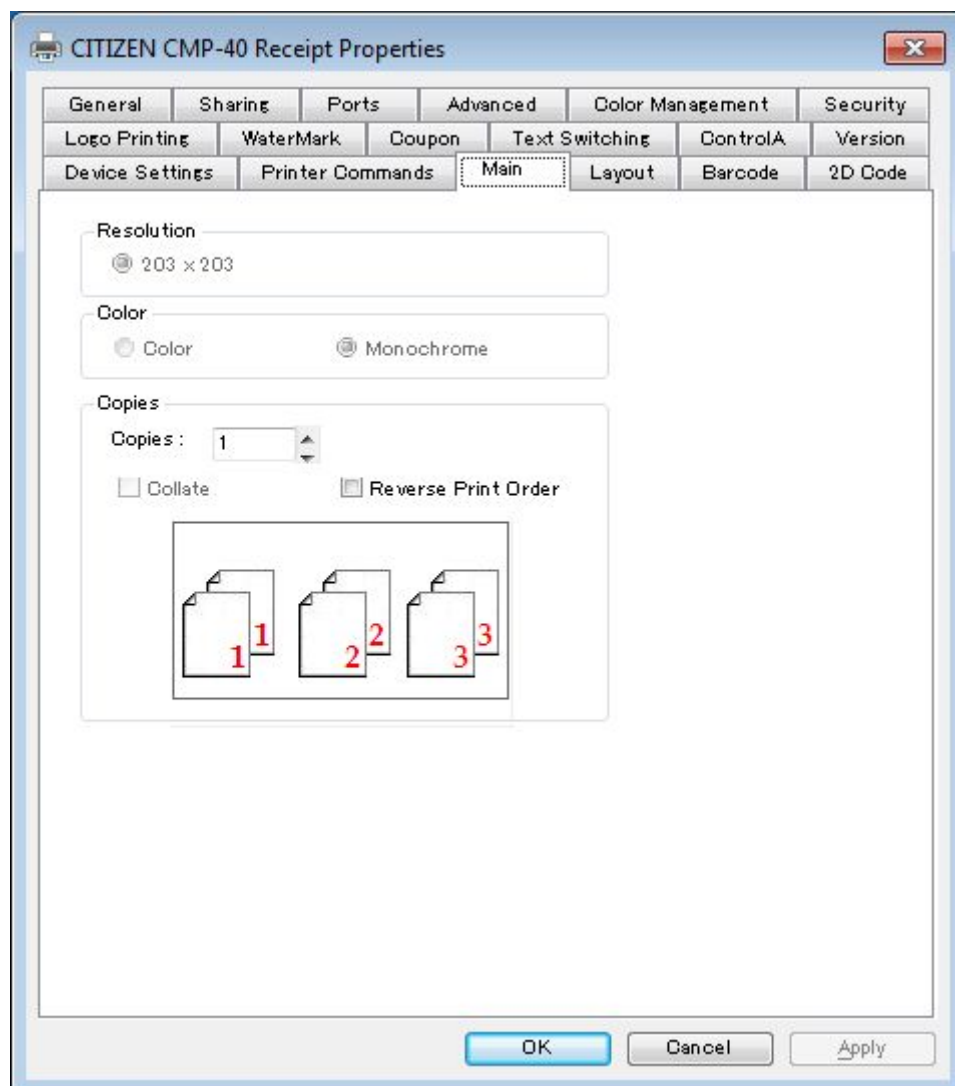 CITIZEN CMP-40 Receipt Properties
General Sharing Ports Advanced Color Management Security
Logo Printing WaterMark Coupon Text Switching ControlA Version
Device Settings Printer Commands Main Layout Barcode 2D Code
Resolution
203 × 203
Color
Color Monochrome
Copies
Copies : 1
Collate Reverse Print Order
1 1 2 2 3 3
OK Cancel Apply